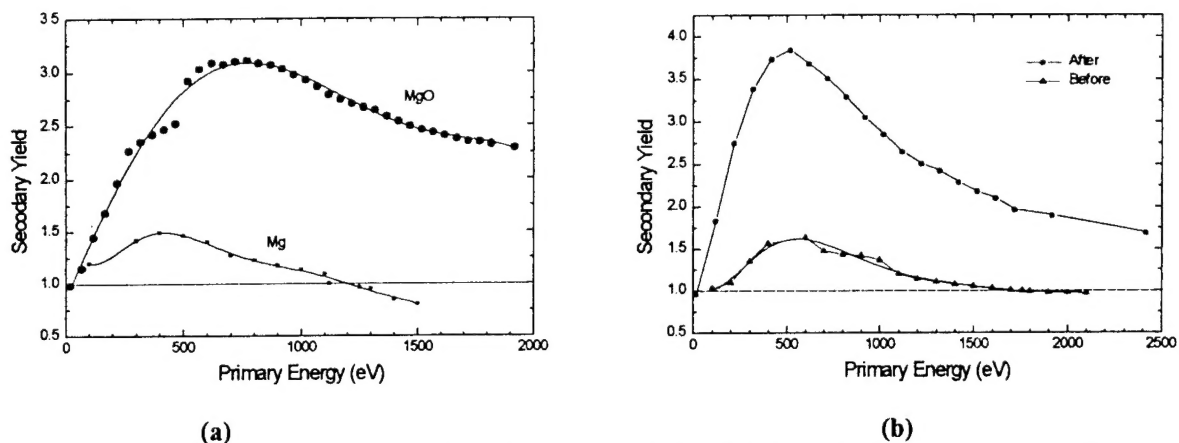 3.5
3.0
2.5
2.0
1.5
1.0
0.5
Secodary Yield
MgO
Mg
0
500
1000
1500
2000
Primary Energy (eV)
(a)
4.0
3.5
3.0
2.5
2.0
1.5
1.0
0.5
Secondary Yield
After
Before
0
500
1000
1500
2000
2500
Primary Energy (eV)
(b)